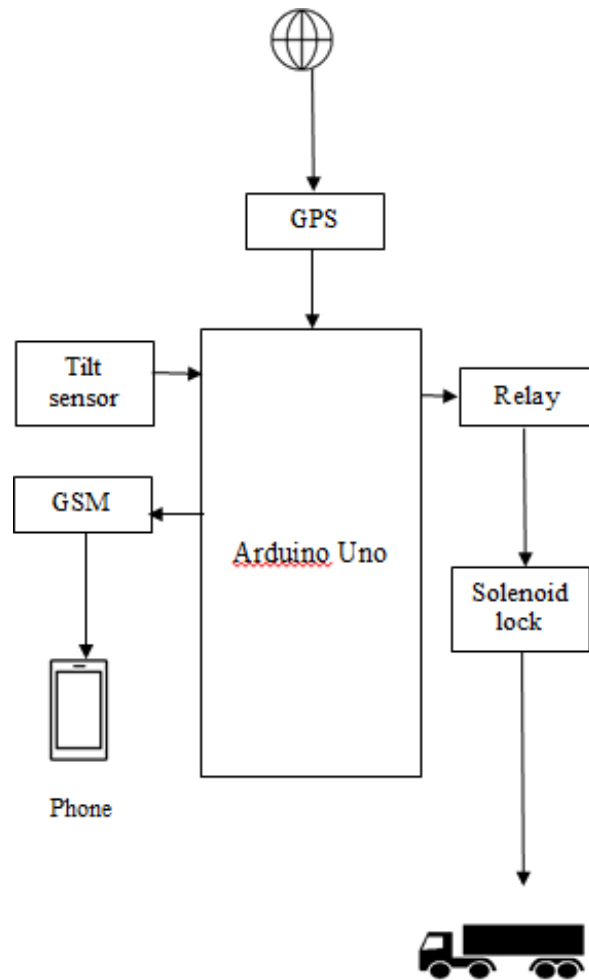 GPS
Tilt
sensor
Relay
GSM
Arduino Uno
Solenoid
lock
Phone